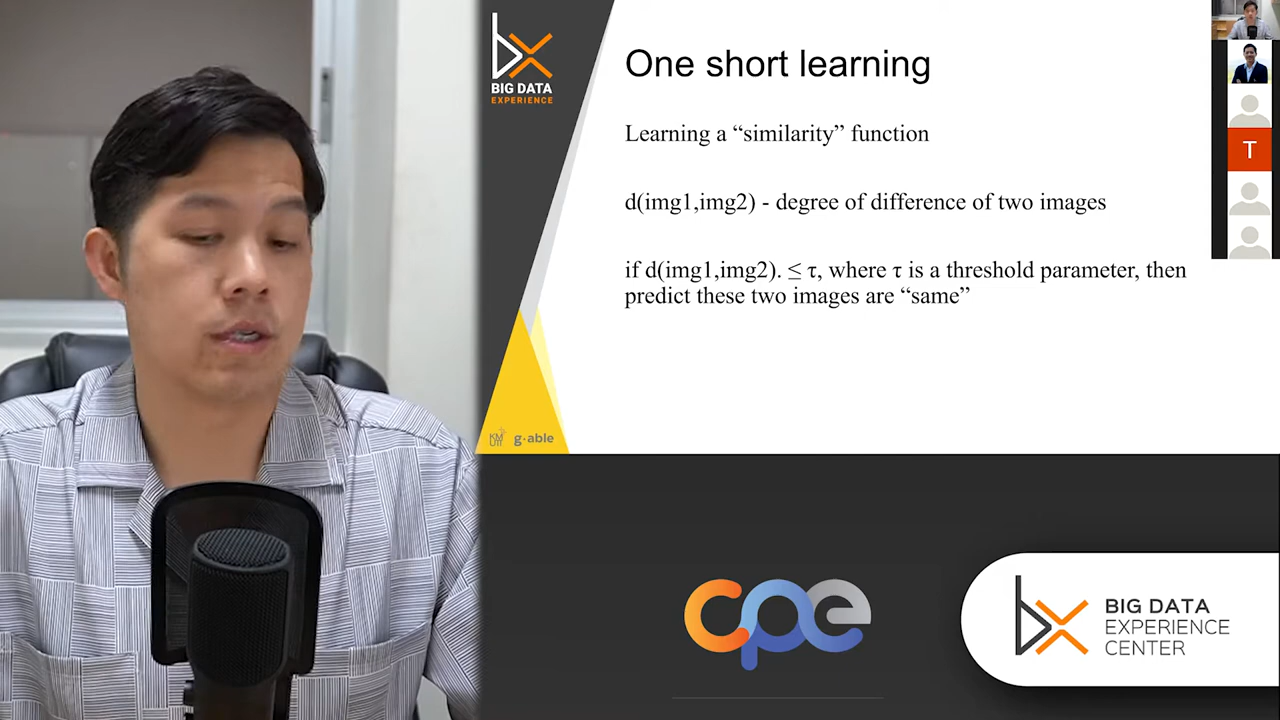 BIG DATA
EXPERIENCE
One short learning
Learning a “similarity” function
d(img1,img2) - degree of difference of two images
if d(img1,img2). ≤ τ, where τ is a threshold parameter, then
predict these two images are “same”
T
KMUTT
g·able
cpe
BIG DATA
EXPERIENCE
CENTER